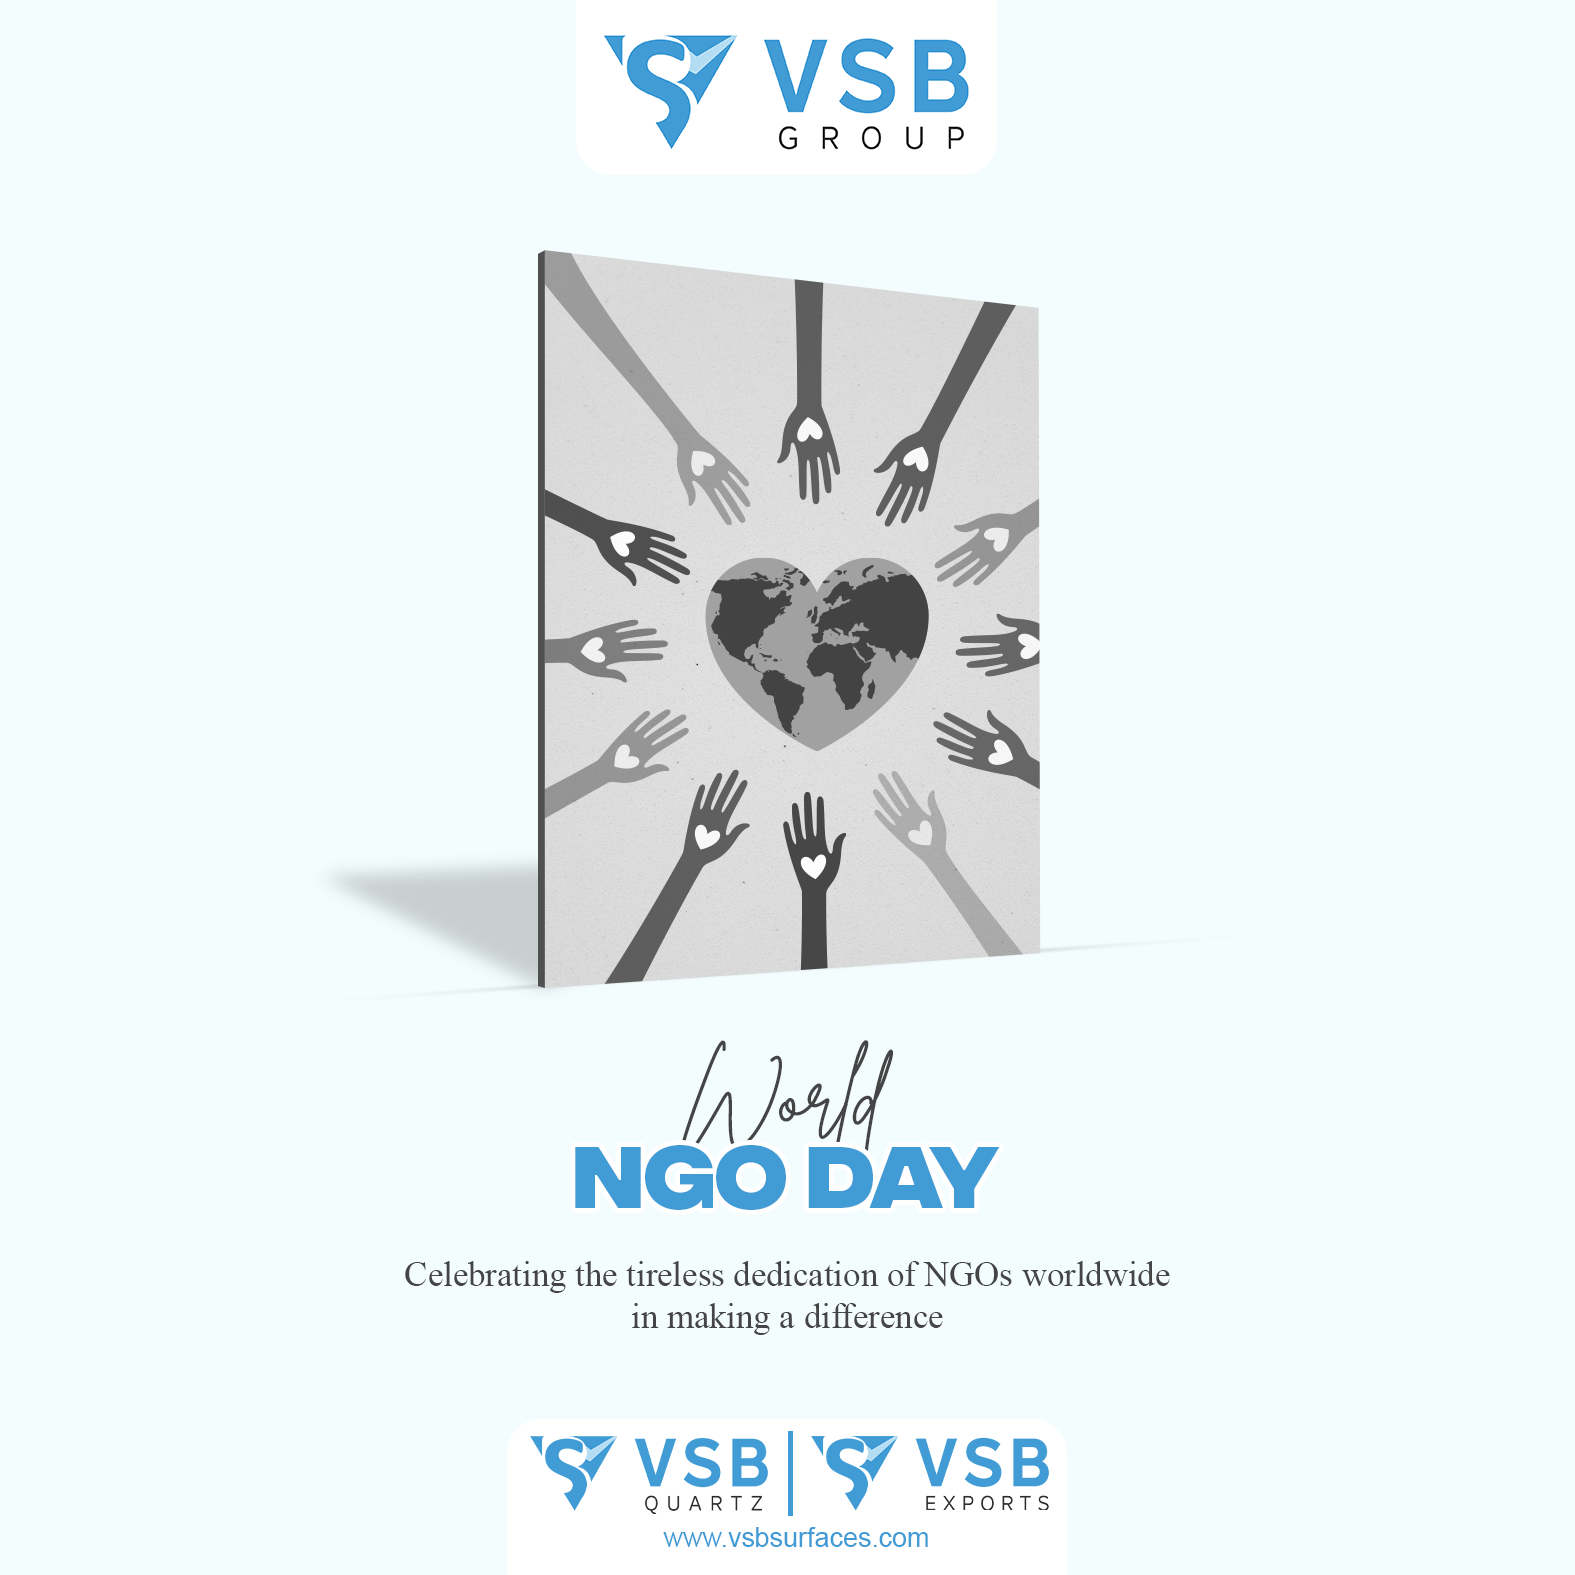 VSB
GROUP
World
NGO DAY
Celebrating the tireless dedication of NGOs worldwide
in making a difference
VSB QUARTZ
VSB EXPORTS
www.vsbsurfaces.com